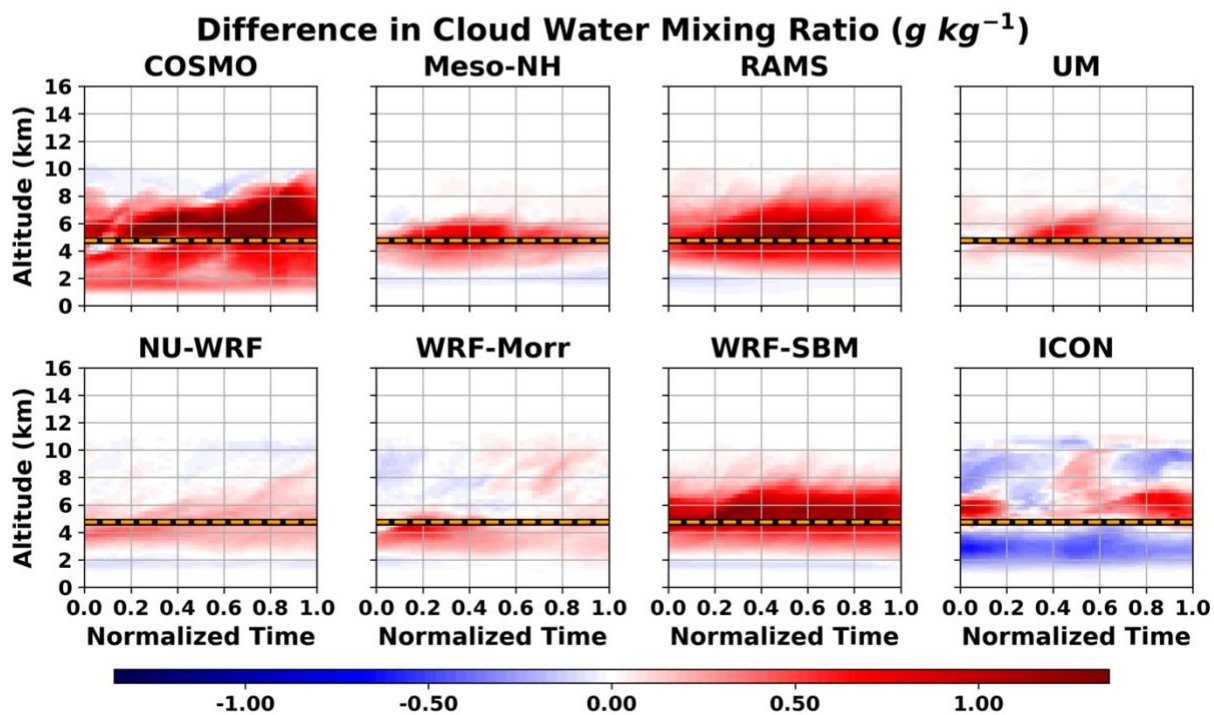 Difference in Cloud Water Mixing Ratio (g kg⁻¹)
COSMO Meso-NH RAMS UM
Altitude (km)
16
14
12
10
8
6
4
2
0
NU-WRF WRF-Morr WRF-SBM ICON
Altitude (km)
16
14
12
10
8
6
4
2
0
0.0 0.2 0.4 0.6 0.8 1.0 0.0 0.2 0.4 0.6 0.8 1.0 0.0 0.2 0.4 0.6 0.8 1.0 0.0 0.2 0.4 0.6 0.8 1.0
Normalized Time Normalized Time Normalized Time Normalized Time
-1.00 -0.50 0.00 0.50 1.00